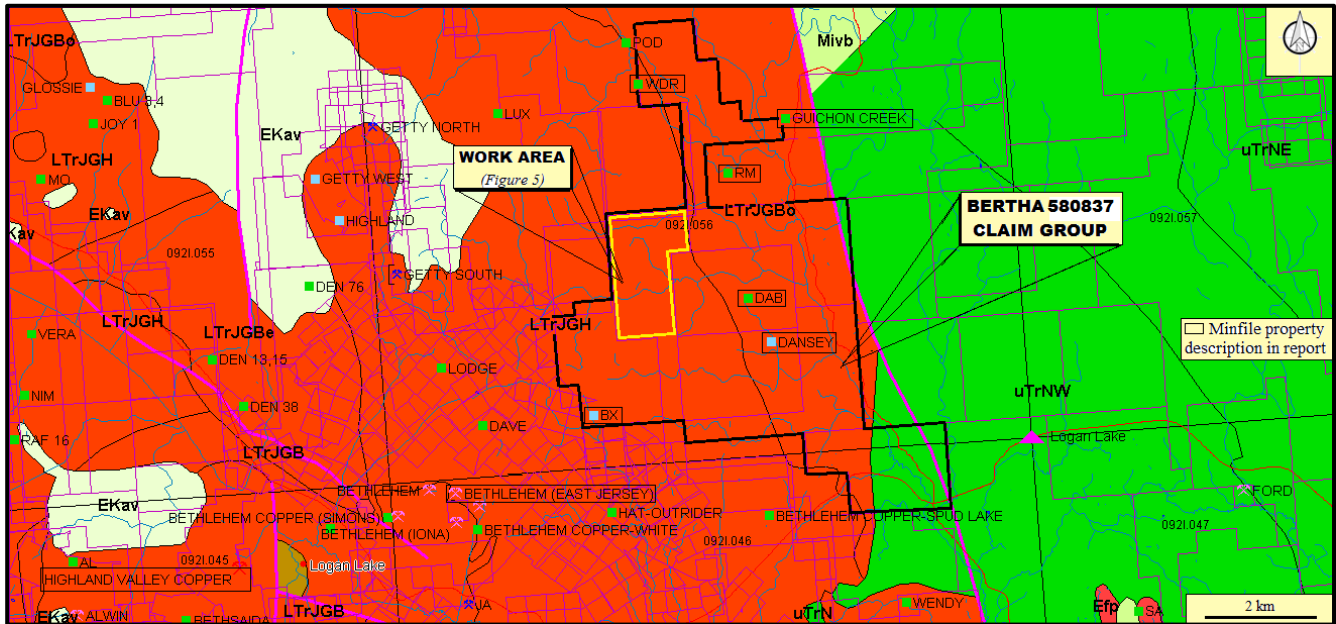 LTrJGBo
POD
Mivb
GLOSSIE
BLU 3,4
WDR
LUX
JOY 1
GETTY NORTH
GUICHON CREEK
EKav
LTrJGH
WORK AREA
(Figure 5)
uTrNE
MO
GETTY WEST
RM
EKav
HIGHLAND
LTrJGBo
BERTHA 580837
CLAIM GROUP
092I.057
092I.056
Kav
092I.055
GETTY SOUTH
DEN 76
DAB
LTrJGH
LTrJGBe
LTrJGH
VERA
Minfile property
description in report
DANSEY
DEN 13,15
LODGE
NIM
uTrNW
DEN 38
BX
DAVE
Logan Lake
RAF 16
LTrJGB
BETHLEHEM
BETHLEHEM (EAST JERSEY)
FORD
EKav
BETHLEHEM COPPER (SIMONS)
HAT-OUTRIDER
BETHLEHEM COPPER-SPUD LAKE
BETHLEHEM (IONA)
BETHLEHEM COPPER-WHITE
092I.047
092I.046
092I.045
AL
Logan Lake
HIGHLAND VALLEY COPPER
JA
WENDY
Efp
SA
2 km
LTrJGB
uTrN
EKav
ALWIN
BETHSAIDA